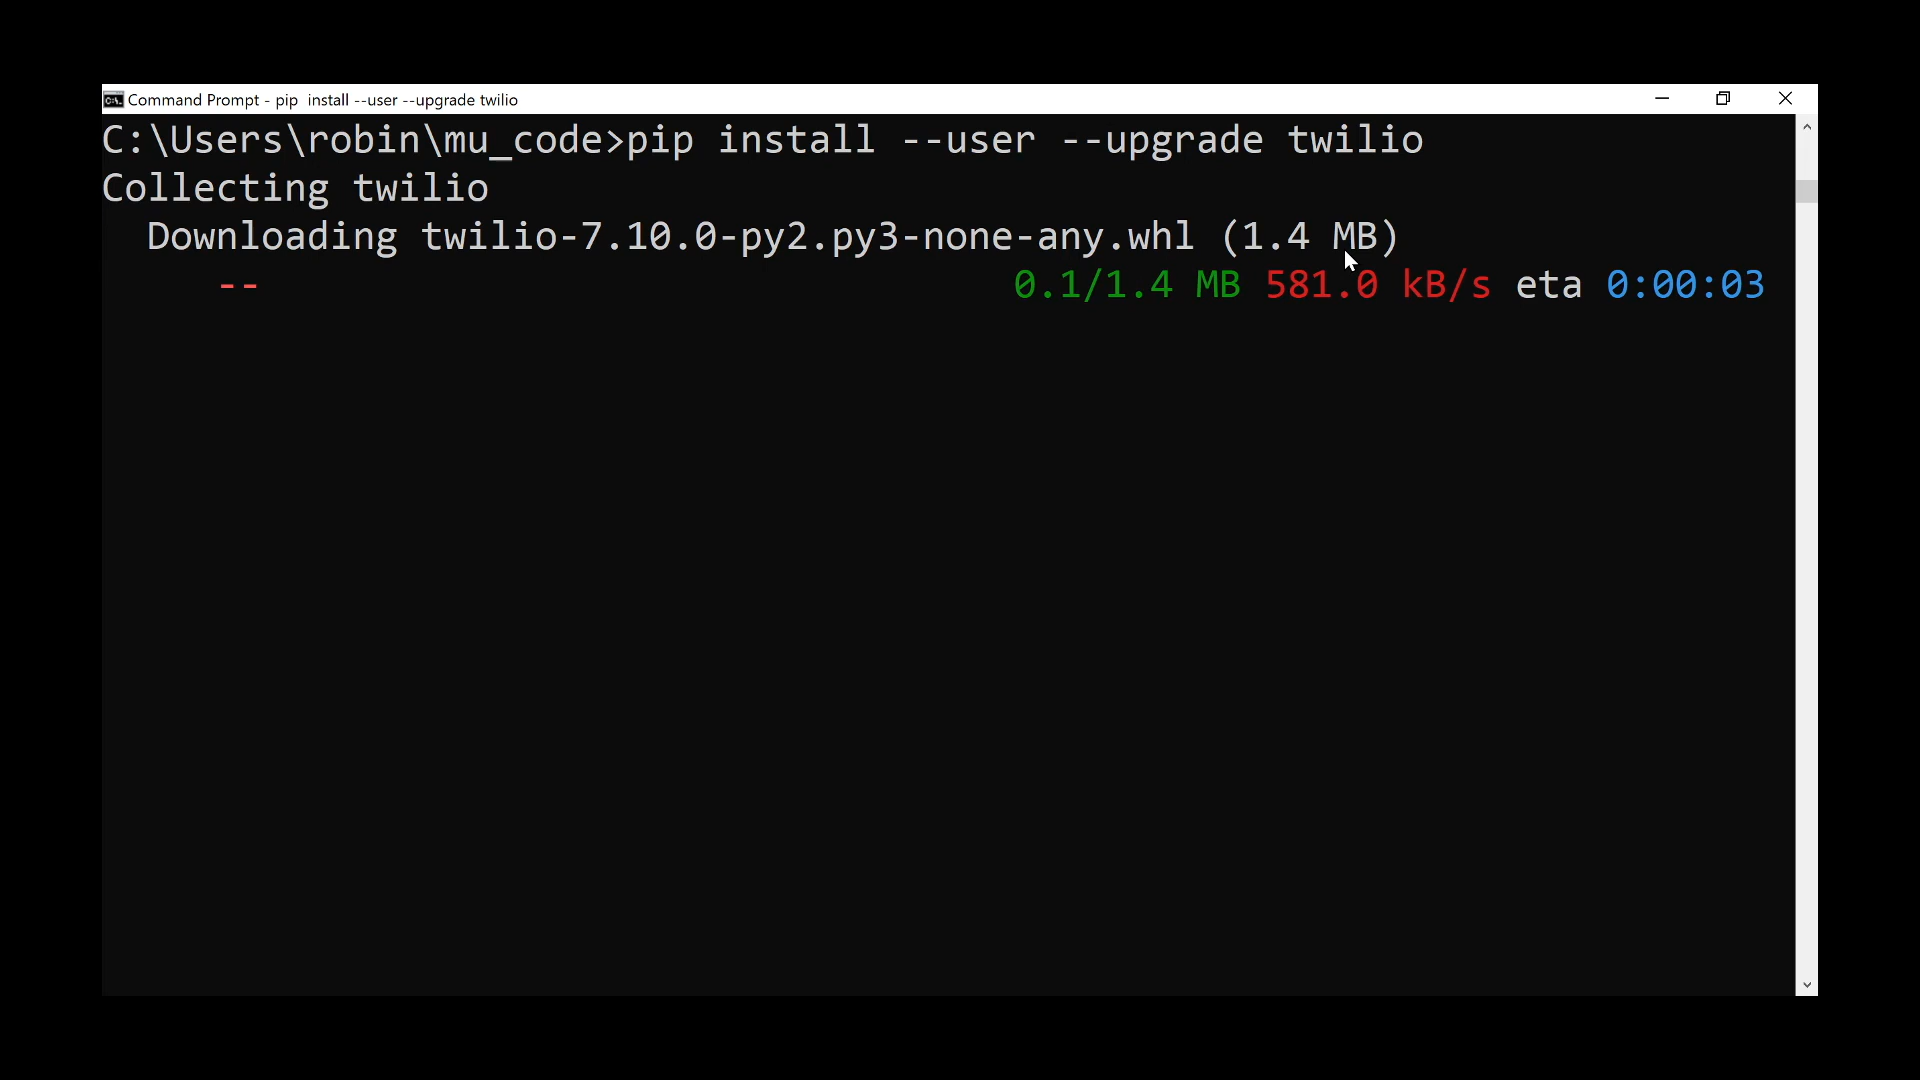 Command Prompt - pip  install --user --upgrade twilio
C:\Users\robin\mu_code>pip install --user --upgrade twilio
Collecting twilio
  Downloading twilio-7.10.0-py2.py3-none-any.whl (1.4 MB)
     -- 0.1/1.4 MB 581.0 kB/s eta 0:00:03